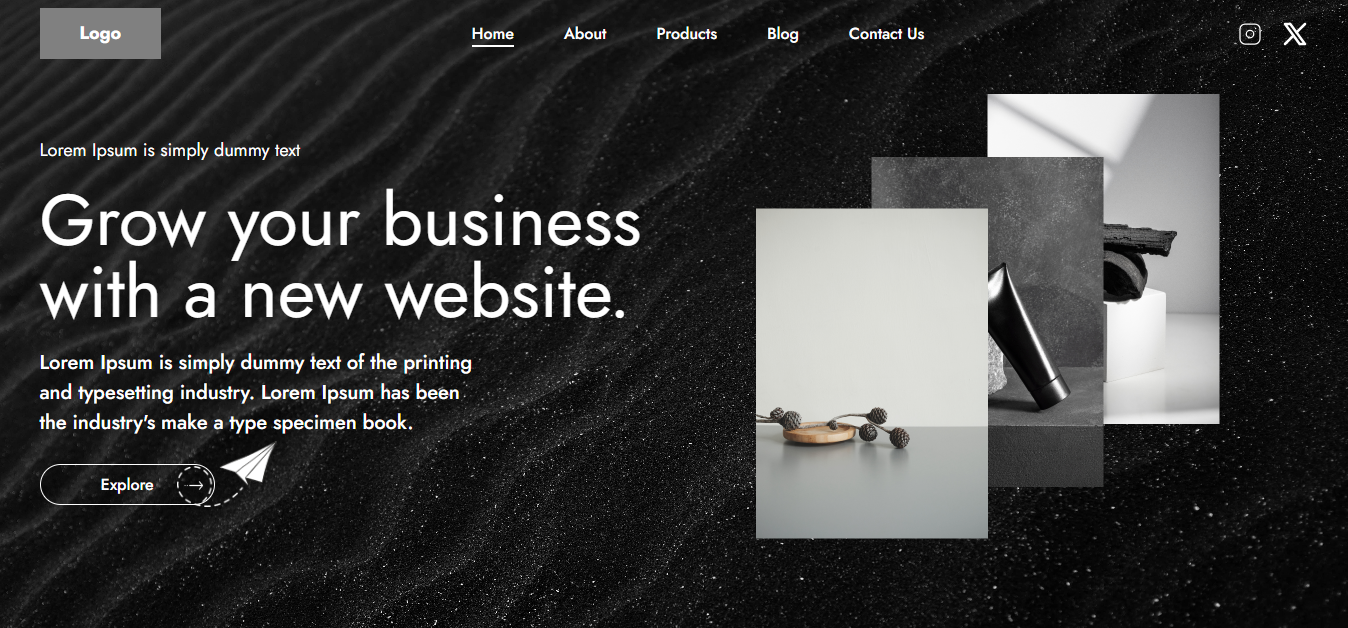 Logo
Home About Products Blog Contact Us
Lorem Ipsum is simply dummy text
Grow your business
with a new website.
Lorem Ipsum is simply dummy text of the printing
and typesetting industry. Lorem Ipsum has been
the industry's make a type specimen book.
Explore